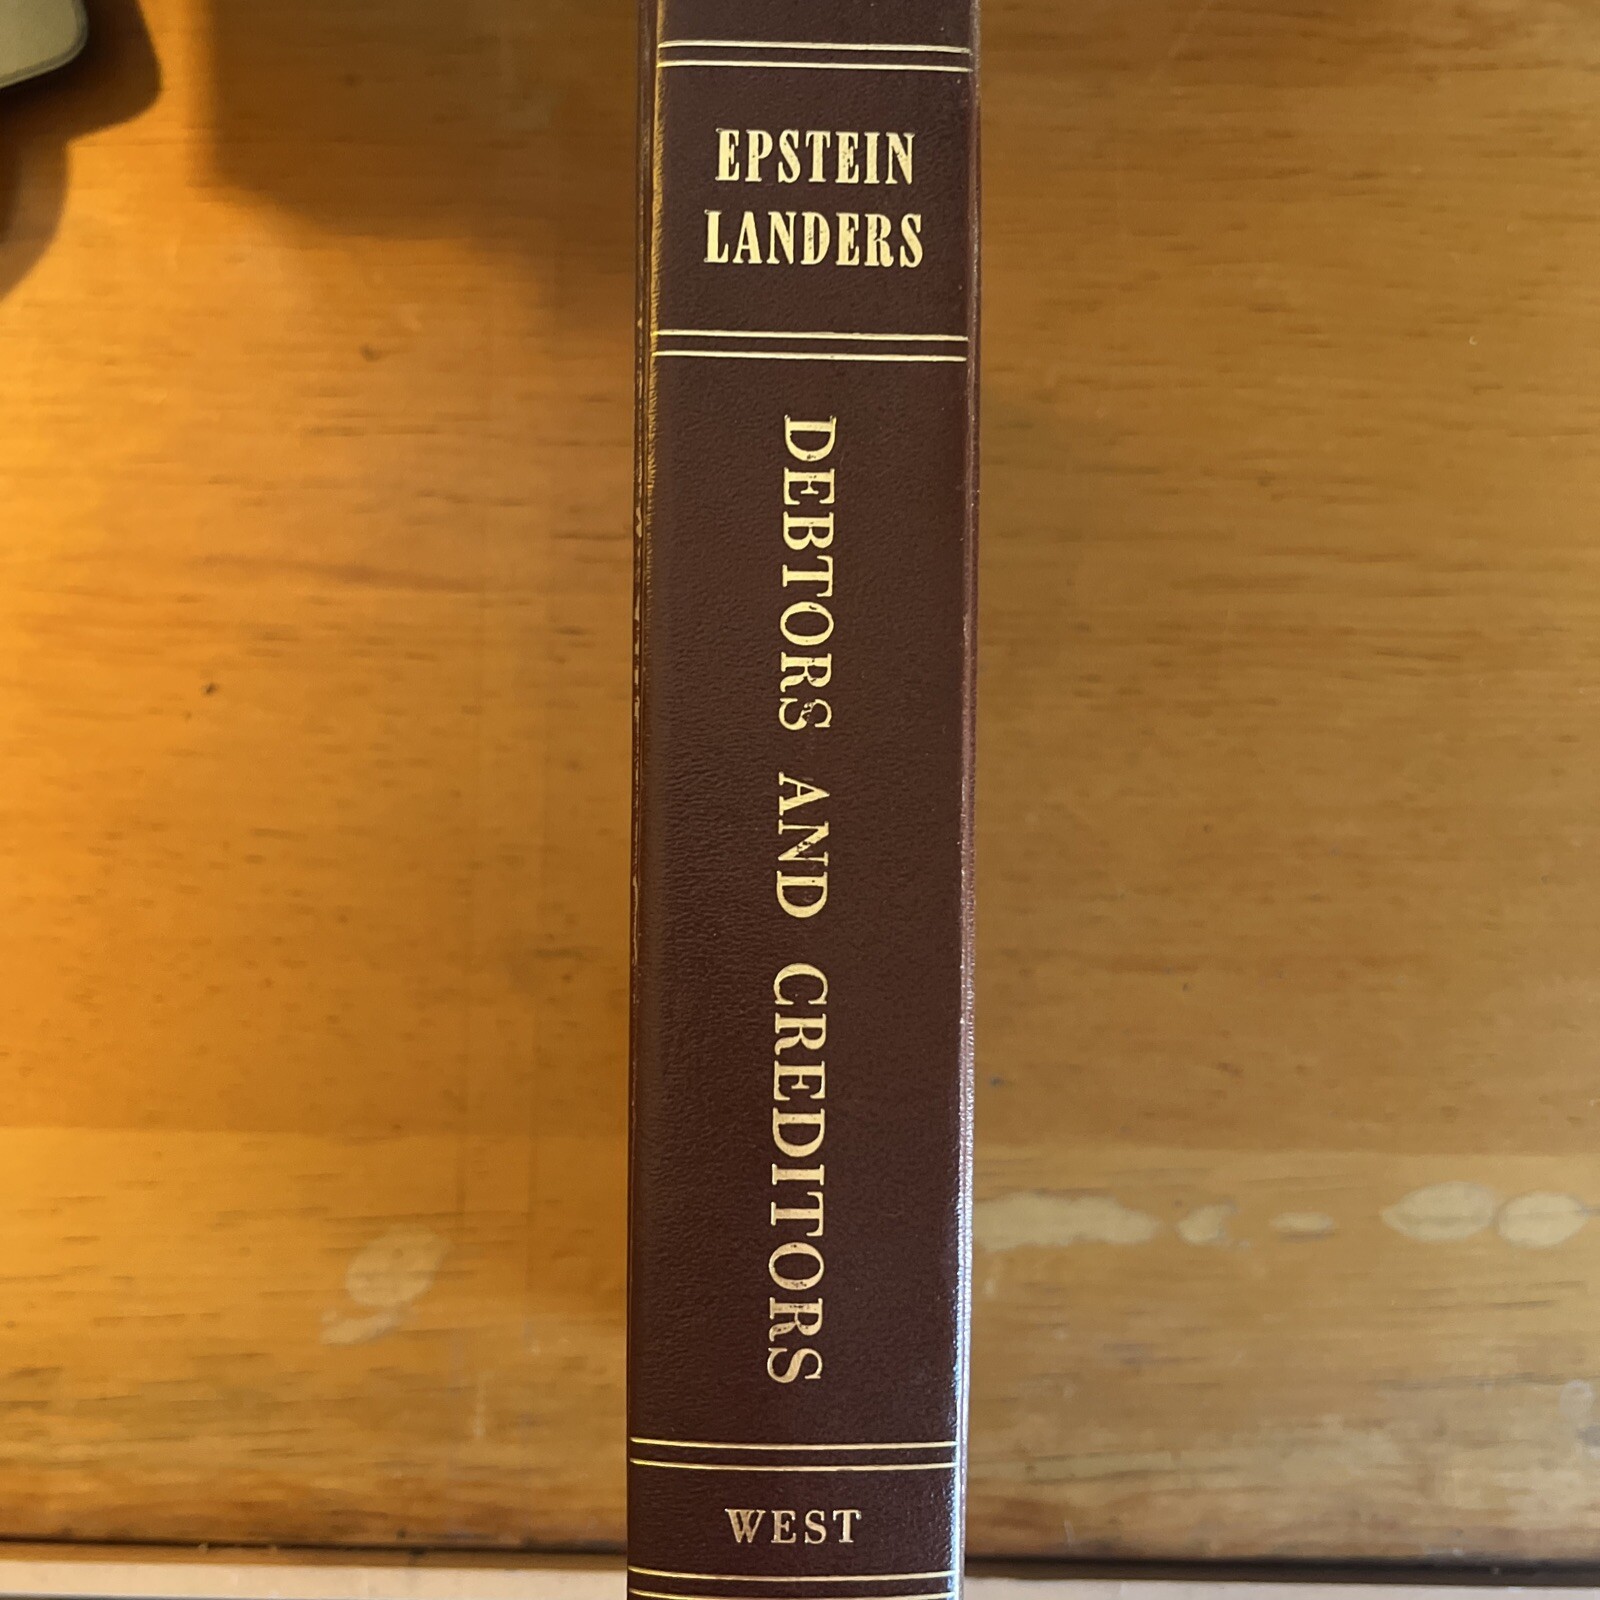 EPSTEIN
LANDERS
DEBTORS AND CREDITORS
WEST